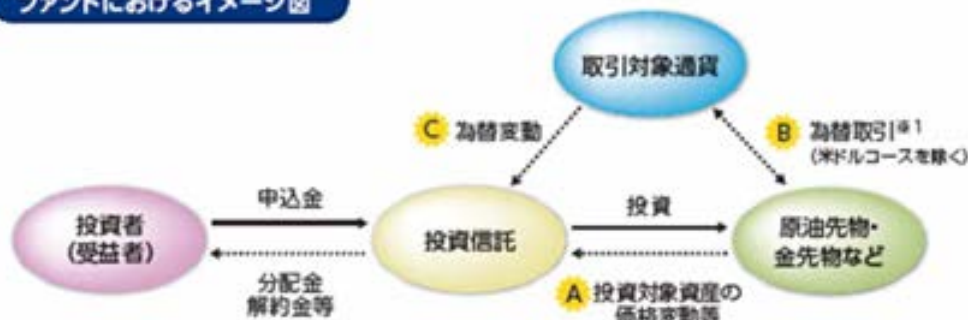 ファンドにおけるイメージ図
取引対象通貨
C 為替変動
B 為替取引※1
(米ドルコースを除く)
申込金
投資
投資者
(受益者)
投資信託
原油先物・
金先物など
分配金
解約金等
A 投資対象資産の
価格変動等